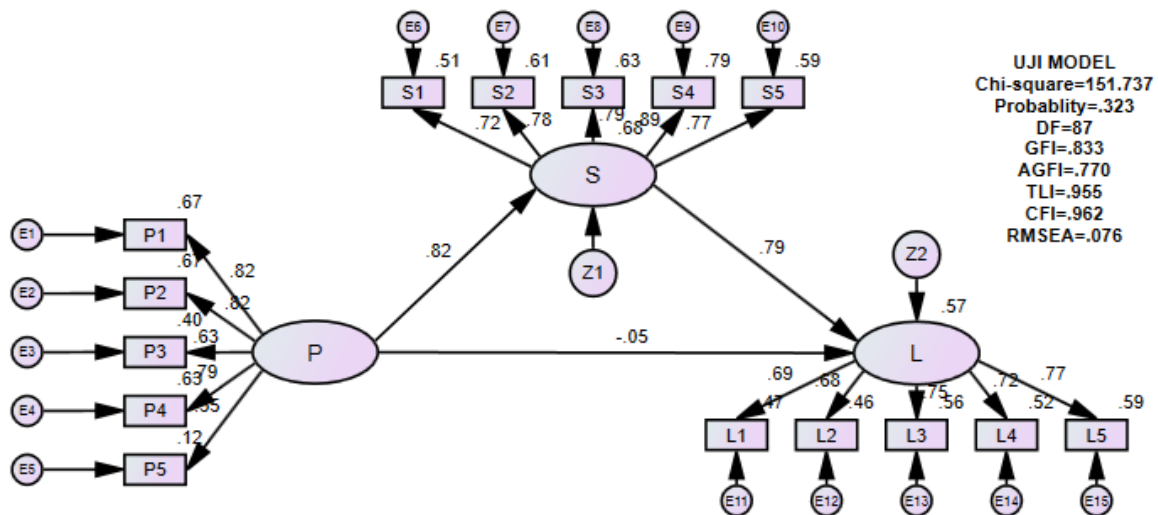 E6 E7 E8 E9 E10
.51 .61 .63 .79 .59
S1 S2 S3 S4 S5
.72 .78 .79 .68 .89 .77
S
UJI MODEL
Chi-square=151.737
Probablity=.323
DF=87
GFI=.833
AGFI=.770
TLI=.955
CFI=.962
RMSEA=.076
.67
E1 P1
.82
.67
E2 P2
.82
.40
E3 P3
.63
.63 .79
E4 P4
.12
E5 P5
P
.82
Z1
.79
Z2
-.05
.57
L
.69 .68 .75 .72 .77
.47 .46 .56 .52 .59
L1 L2 L3 L4 L5
E11 E12 E13 E14 E15